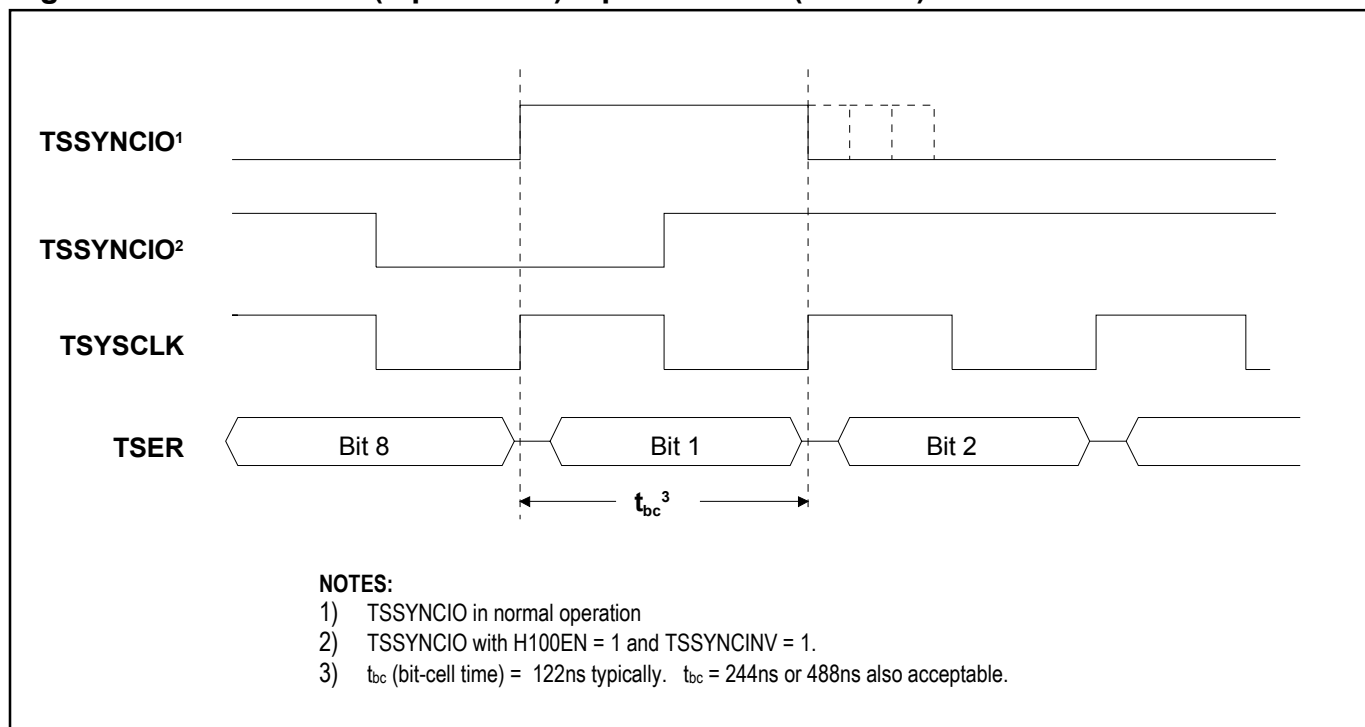 TSSYNCIO¹
TSSYNCIO²
TSYSCLK
TSER
Bit 8
Bit 1
Bit 2
tbc³
NOTES:
1) TSSYNCIO in normal operation
2) TSSYNCIO with H100EN = 1 and TSSYNCINV = 1.
3) tbc (bit-cell time) = 122ns typically. tbc = 244ns or 488ns also acceptable.